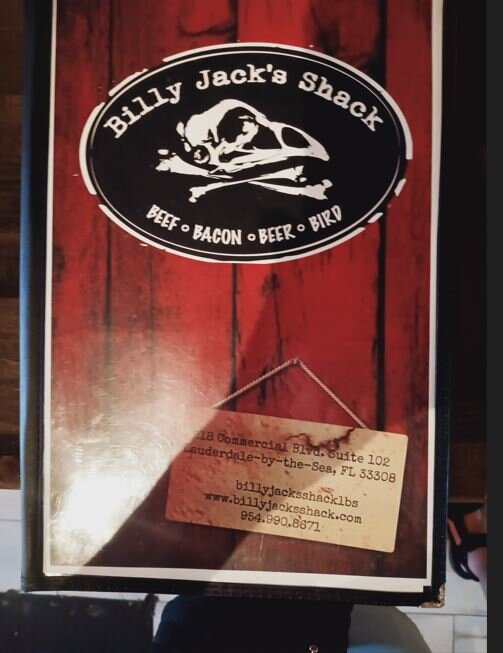 Billy Jack's Shack
BEEF • BACON • BEER • BIRD
Commercial Blvd. Suite 102
Lauderdale-by-the-Sea, FL 33308
billyjacksshacklbs
www.billyjacksshack.com
954.990.8671